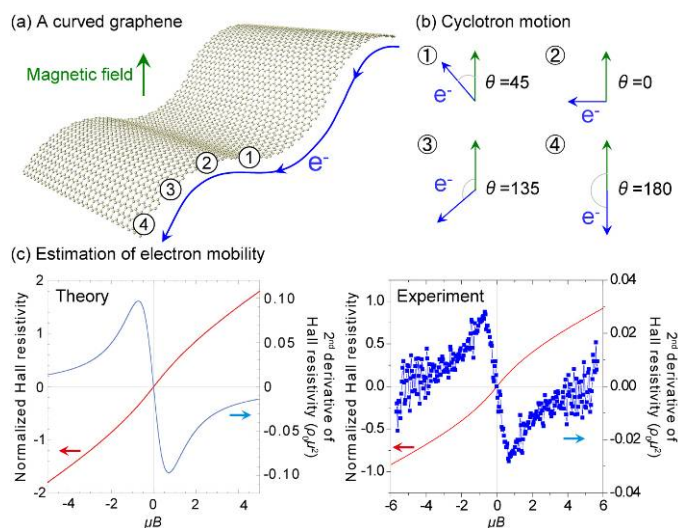 (a) A curved graphene
Magnetic field
e-
1
2
3
4
(b) Cyclotron motion
① e- θ=45
② e- θ=0
③ e- θ=135
④ e- θ=180
(c) Estimation of electron mobility
Theory
Normalized Hall resistivity
2
1
0
-1
-2
-4 -2 0 2 4
μB
0.10
0.05
0
-0.05
-0.10
2nd derivative of
Hall resistivity (ρ0μ²)
Experiment
Normalized Hall resistivity
1.0
0.5
0.0
-0.5
-1.0
-6 -4 -2 0 2 4 6
μB
0.04
0.02
0.00
-0.02
-0.04
2nd derivative of
Hall resistivity (ρ0μ²)